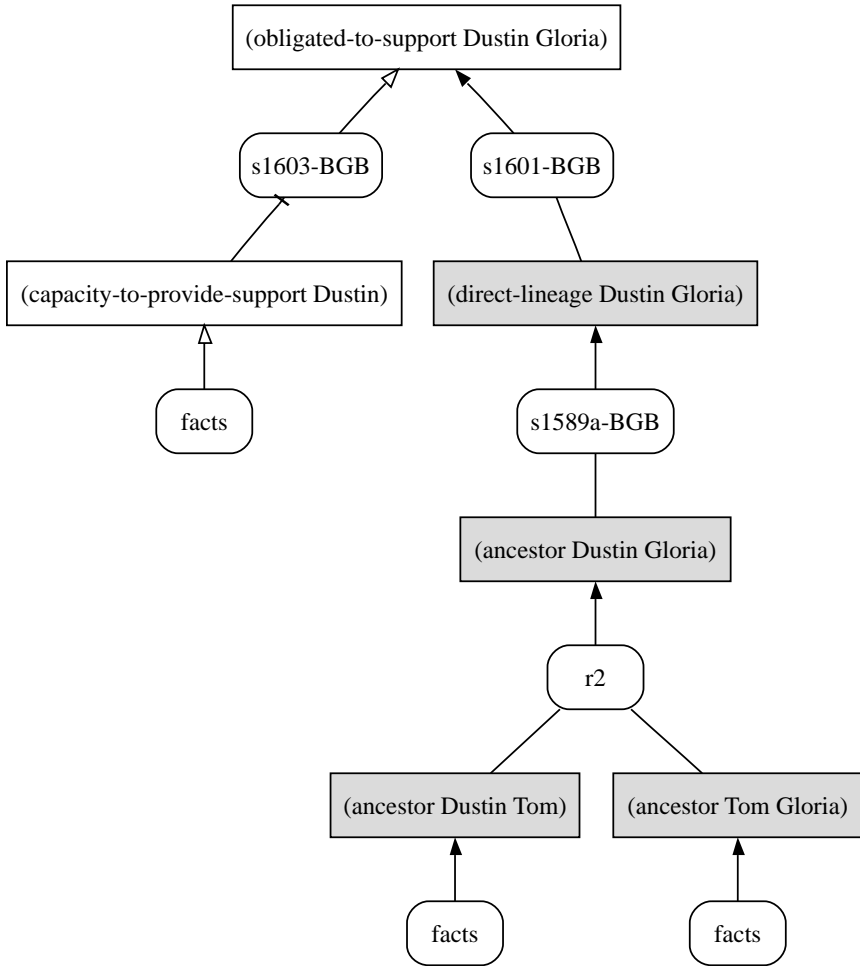 (obligated-to-support Dustin Gloria)
s1603-BGB
s1601-BGB
(capacity-to-provide-support Dustin)
(direct-lineage Dustin Gloria)
facts
s1589a-BGB
(ancestor Dustin Gloria)
r2
(ancestor Dustin Tom)
(ancestor Tom Gloria)
facts
facts